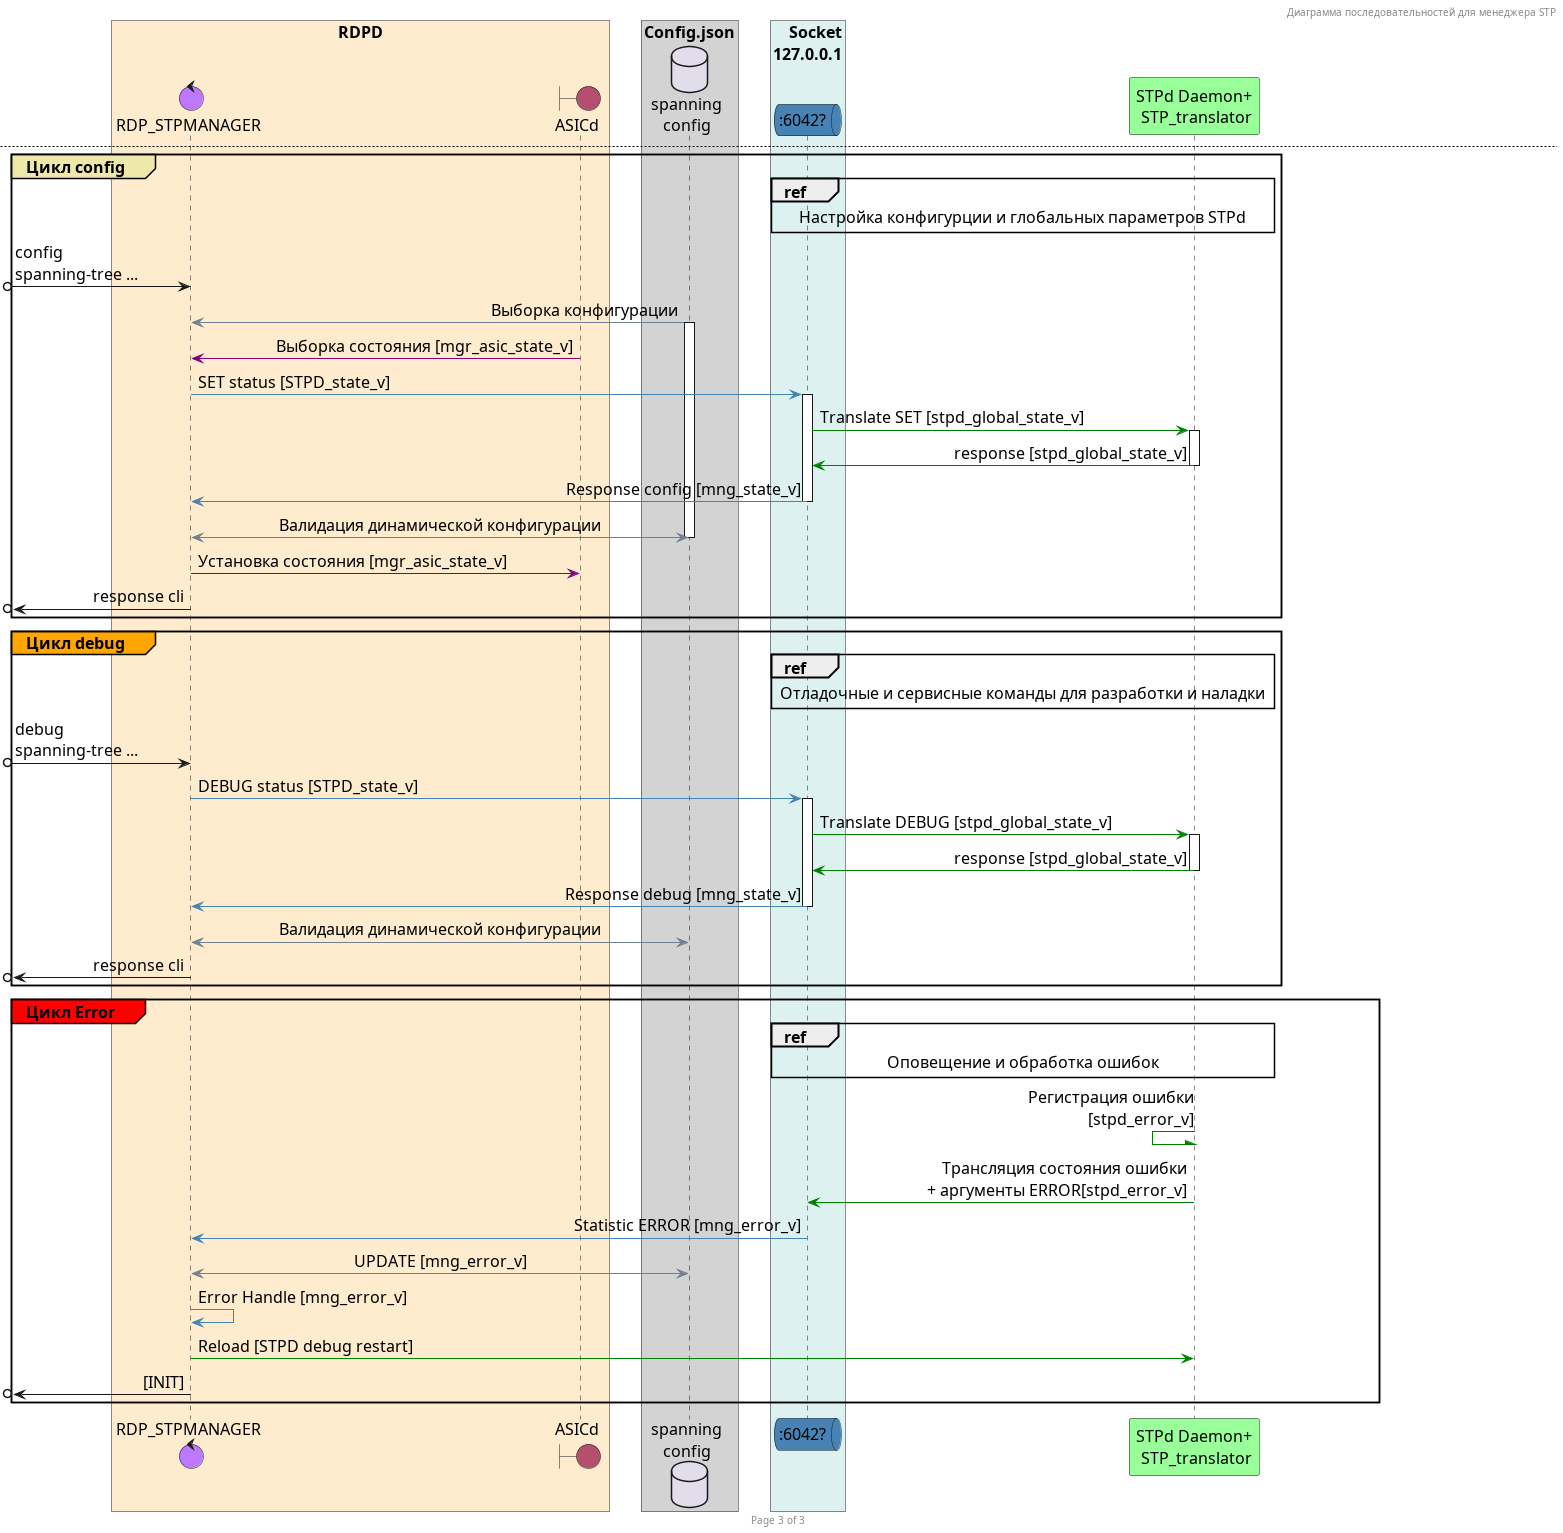 Диаграмма последовательностей для менеджера STP
RDPD
Config.json
Socket
127.0.0.1
RDP_STPMANAGER
ASICd
spanning
config
:6042?
STPd Daemon+
STP_translator
Цикл config
ref
Настройка конфигурции и глобальных параметров STPd
config
spanning-tree ...
Выборка конфигурации
Выборка состояния [mgr_asic_state_v]
SET status [STPD_state_v]
Translate SET [stpd_global_state_v]
response [stpd_global_state_v]
Response config [mng_state_v]
Валидация динамической конфигурации
Установка состояния [mgr_asic_state_v]
response cli
Цикл debug
ref
Отладочные и сервисные команды для разработки и наладки
debug
spanning-tree ...
DEBUG status [STPD_state_v]
Translate DEBUG [stpd_global_state_v]
response [stpd_global_state_v]
Response debug [mng_state_v]
Валидация динамической конфигурации
response cli
Цикл Error
ref
Оповещение и обработка ошибок
Регистрация ошибки
[stpd_error_v]
Трансляция состояния ошибки
+ аргументы ERROR[stpd_error_v]
Statistic ERROR [mng_error_v]
UPDATE [mng_error_v]
Error Handle [mng_error_v]
Reload [STPD debug restart]
[INIT]
RDP_STPMANAGER
ASICd
spanning
config
:6042?
STPd Daemon+
STP_translator
Page 3 of 3